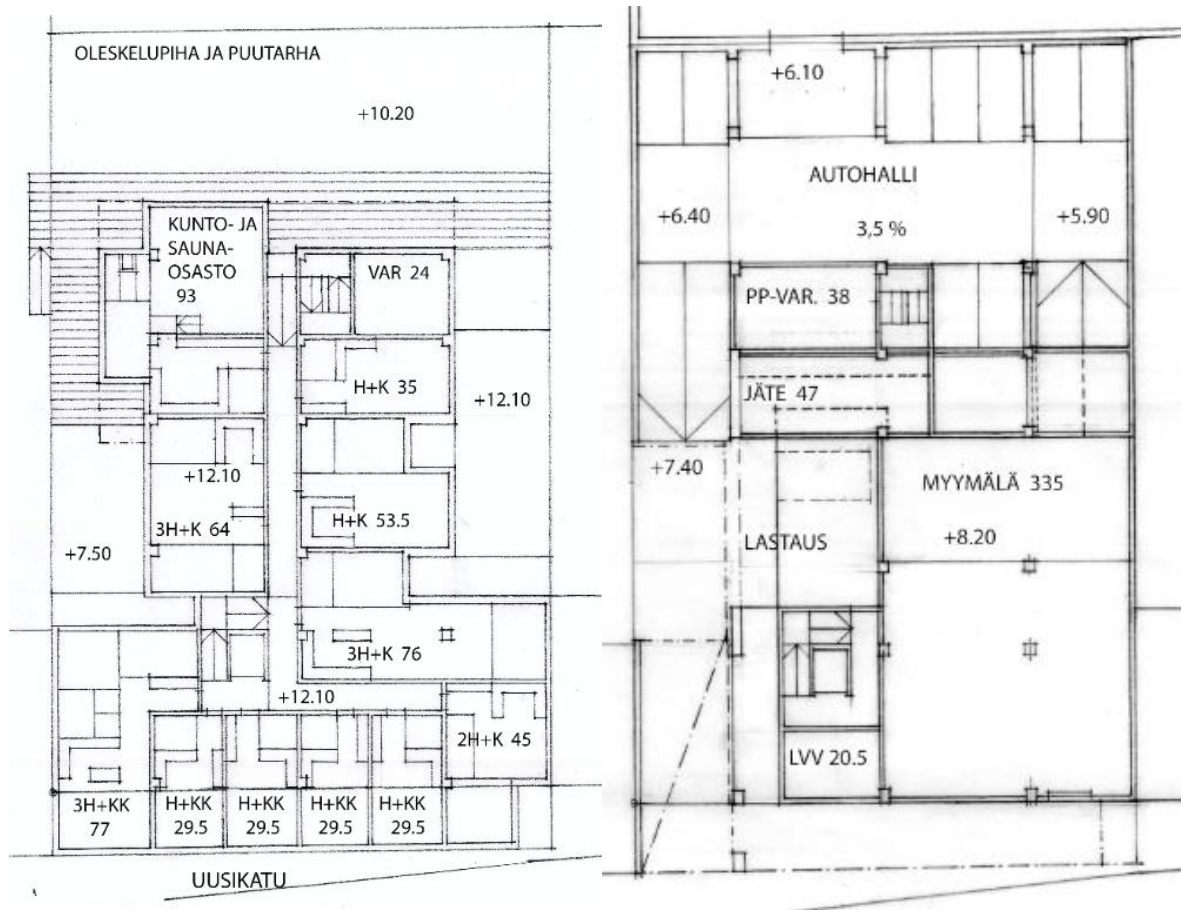 OLESKELUPIHA JA PUUTARHA
+10.20
KUNTO- JA
SAUNA-
OSASTO
93
VAR 24
H+K 35
+12.10
+12.10
3H+K 64
H+K 53.5
+7.50
3H+K 76
+12.10
2H+K 45
3H+KK
77
H+KK
29.5
H+KK
29.5
H+KK
29.5
H+KK
29.5
UUSIKATU
+6.10
AUTOHALLI
+6.40
3,5 %
+5.90
PP-VAR. 38
JÄTE 47
+7.40
MYYMÄLÄ 335
+8.20
LASTAUS
LVV 20.5